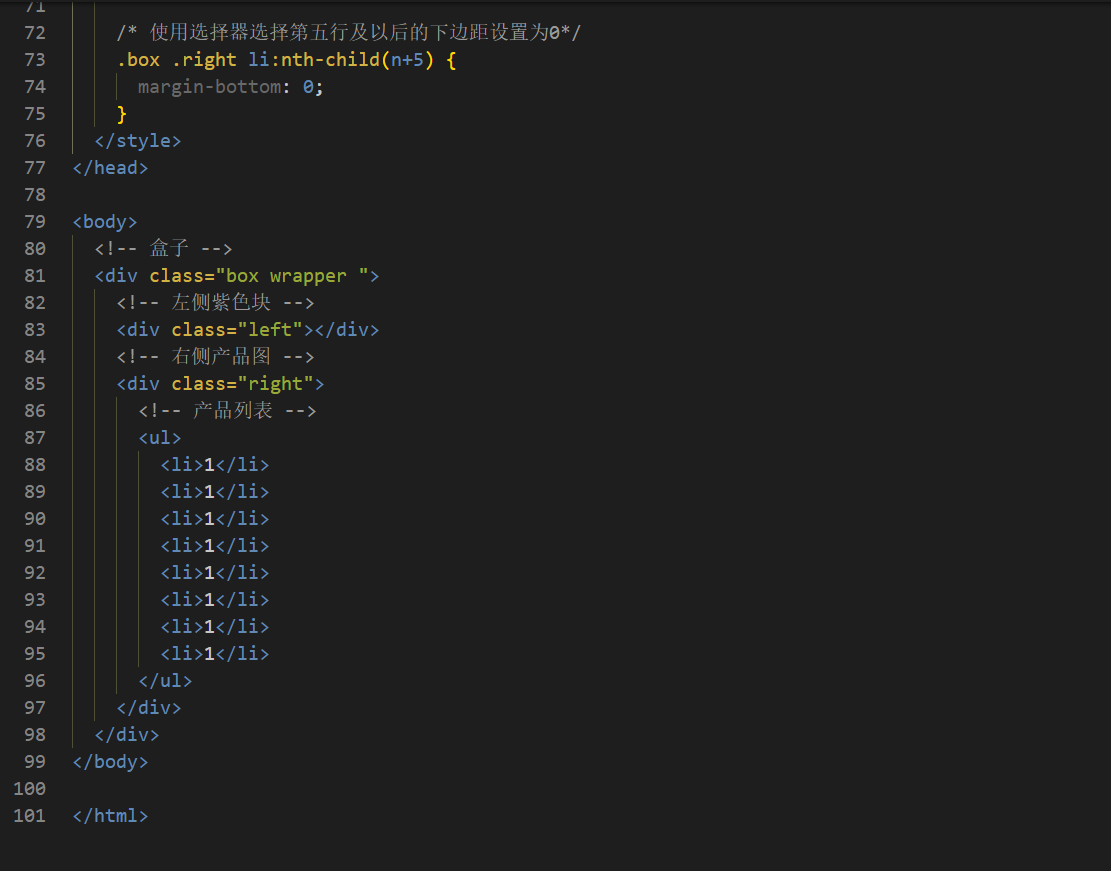 71
72 /* 使用选择器选择第五行及以后的下边距设置为0*/
73 .box .right li:nth-child(n+5) {
74 margin-bottom: 0;
75 }
76 </style>
77 </head>
78
79 <body>
80 <!-- 盒子 -->
81 <div class="box wrapper ">
82 <!-- 左侧紫色块 -->
83 <div class="left"></div>
84 <!-- 右侧产品图 -->
85 <div class="right">
86 <!-- 产品列表 -->
87 <ul>
88 <li>1</li>
89 <li>1</li>
90 <li>1</li>
91 <li>1</li>
92 <li>1</li>
93 <li>1</li>
94 <li>1</li>
95 <li>1</li>
96 </ul>
97 </div>
98 </div>
99 </body>
100
101 </html>